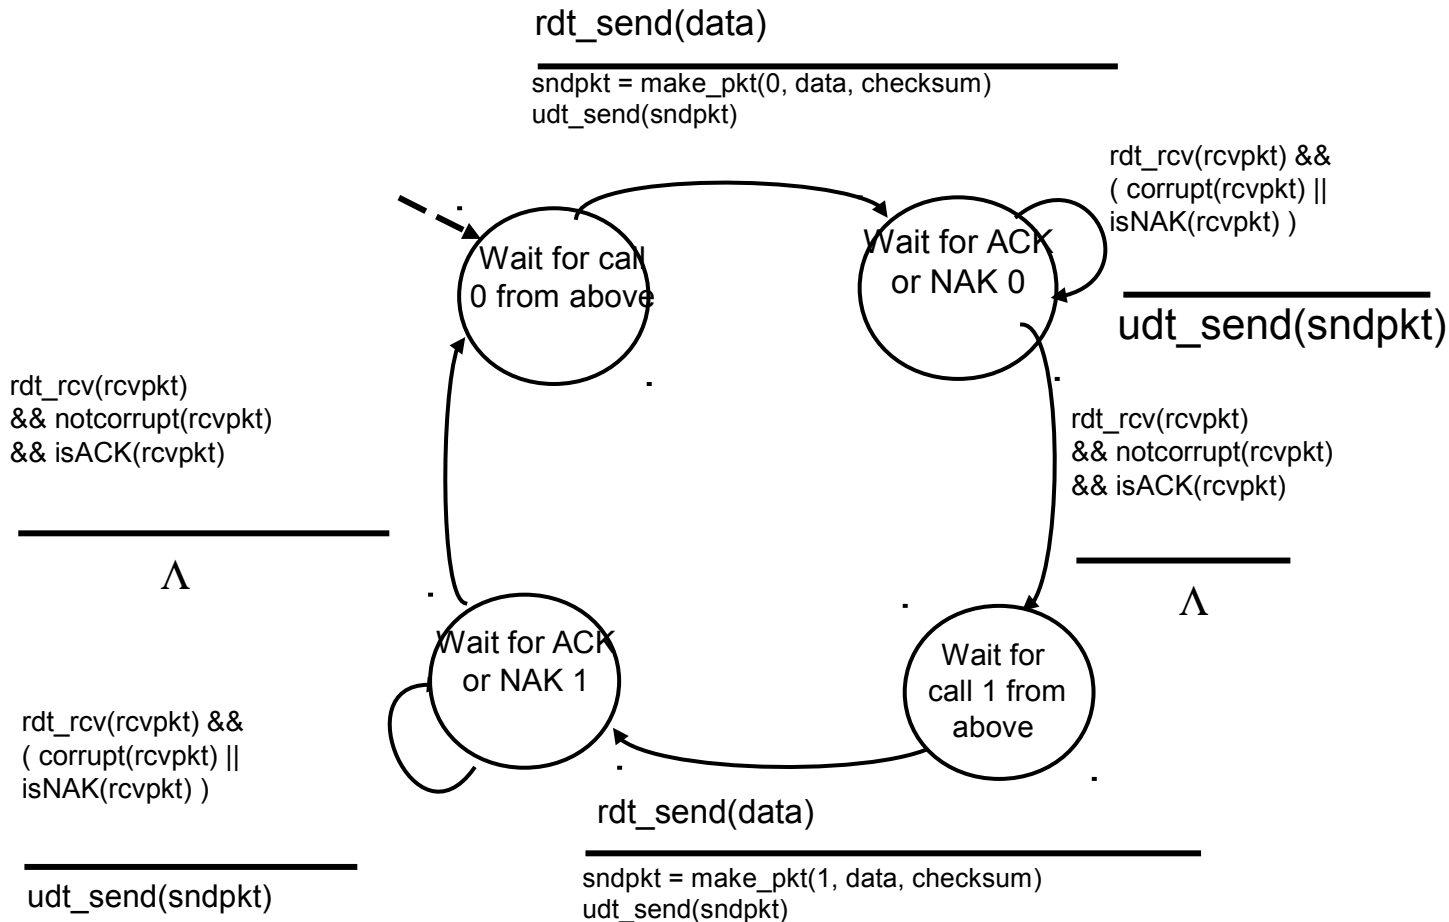 rdt_send(data)
sndpkt = make_pkt(0, data, checksum)
udt_send(sndpkt)
rdt_rcv(rcvpkt) &&
( corrupt(rcvpkt) ||
isNAK(rcvpkt) )
udt_send(sndpkt)
Wait for call
0 from above
Wait for ACK
or NAK 0
rdt_rcv(rcvpkt)
&& notcorrupt(rcvpkt)
&& isACK(rcvpkt)
Λ
rdt_rcv(rcvpkt)
&& notcorrupt(rcvpkt)
&& isACK(rcvpkt)
Λ
Wait for ACK
or NAK 1
Wait for
call 1 from
above
rdt_rcv(rcvpkt) &&
( corrupt(rcvpkt) ||
isNAK(rcvpkt) )
udt_send(sndpkt)
rdt_send(data)
sndpkt = make_pkt(1, data, checksum)
udt_send(sndpkt)